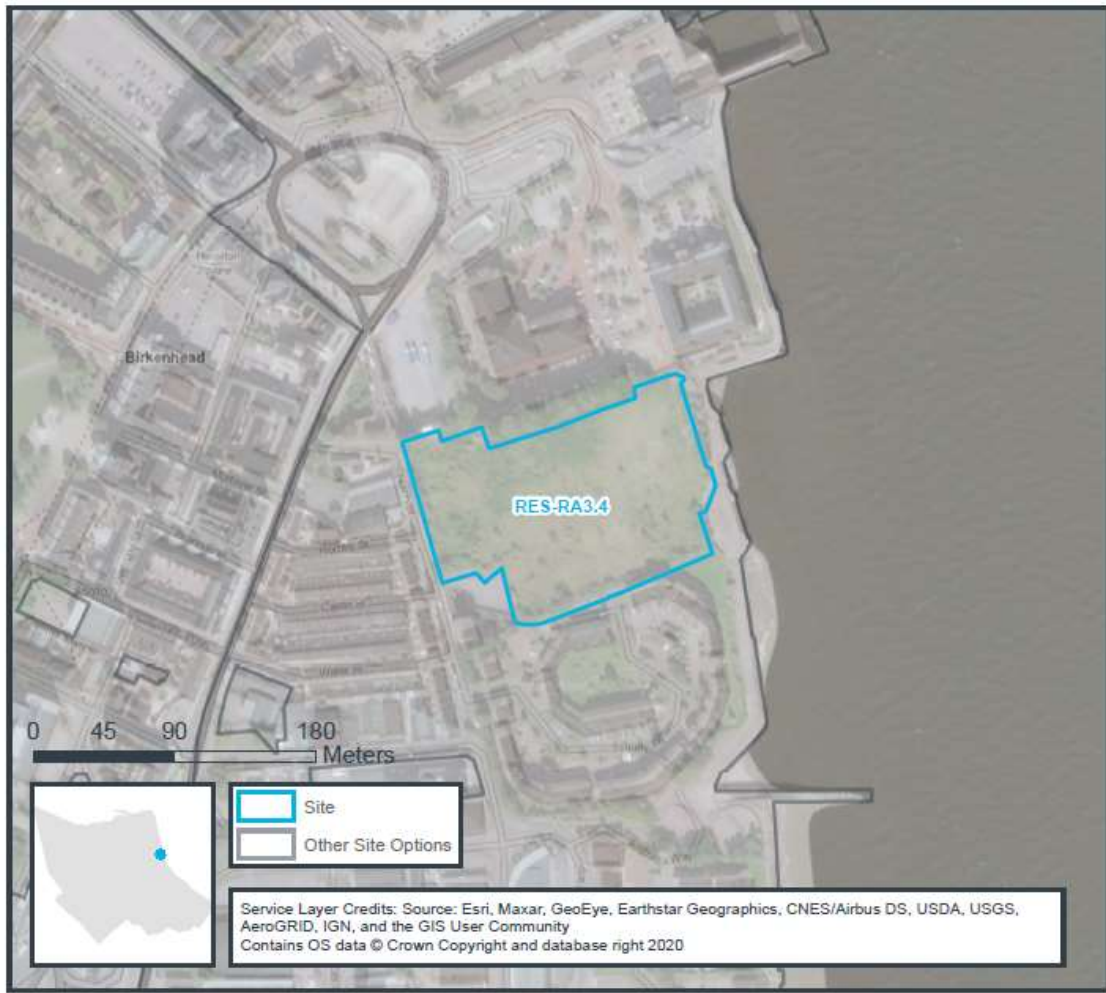 Birkenhead
RES-RA3.4
0 45 90 180
Meters
Site
Other Site Options
Service Layer Credits: Source: Esri, Maxar, GeoEye, Earthstar Geographics, CNES/Airbus DS, USDA, USGS,
AeroGRID, IGN, and the GIS User Community
Contains OS data © Crown Copyright and database right 2020